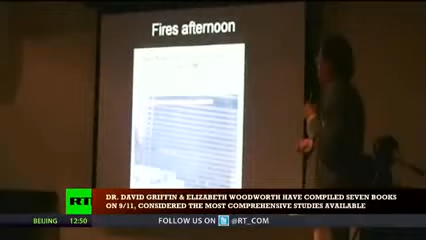 Fires afternoon
RT
DR. DAVID GRIFFIN & ELIZABETH WOODWORTH HAVE COMPILED SEVEN BOOKS
ON 9/11, CONSIDERED THE MOST COMPREHENSIVE STUDIES AVAILABLE
BEIJING 12:50 FOLLOW US ON @RT_COM